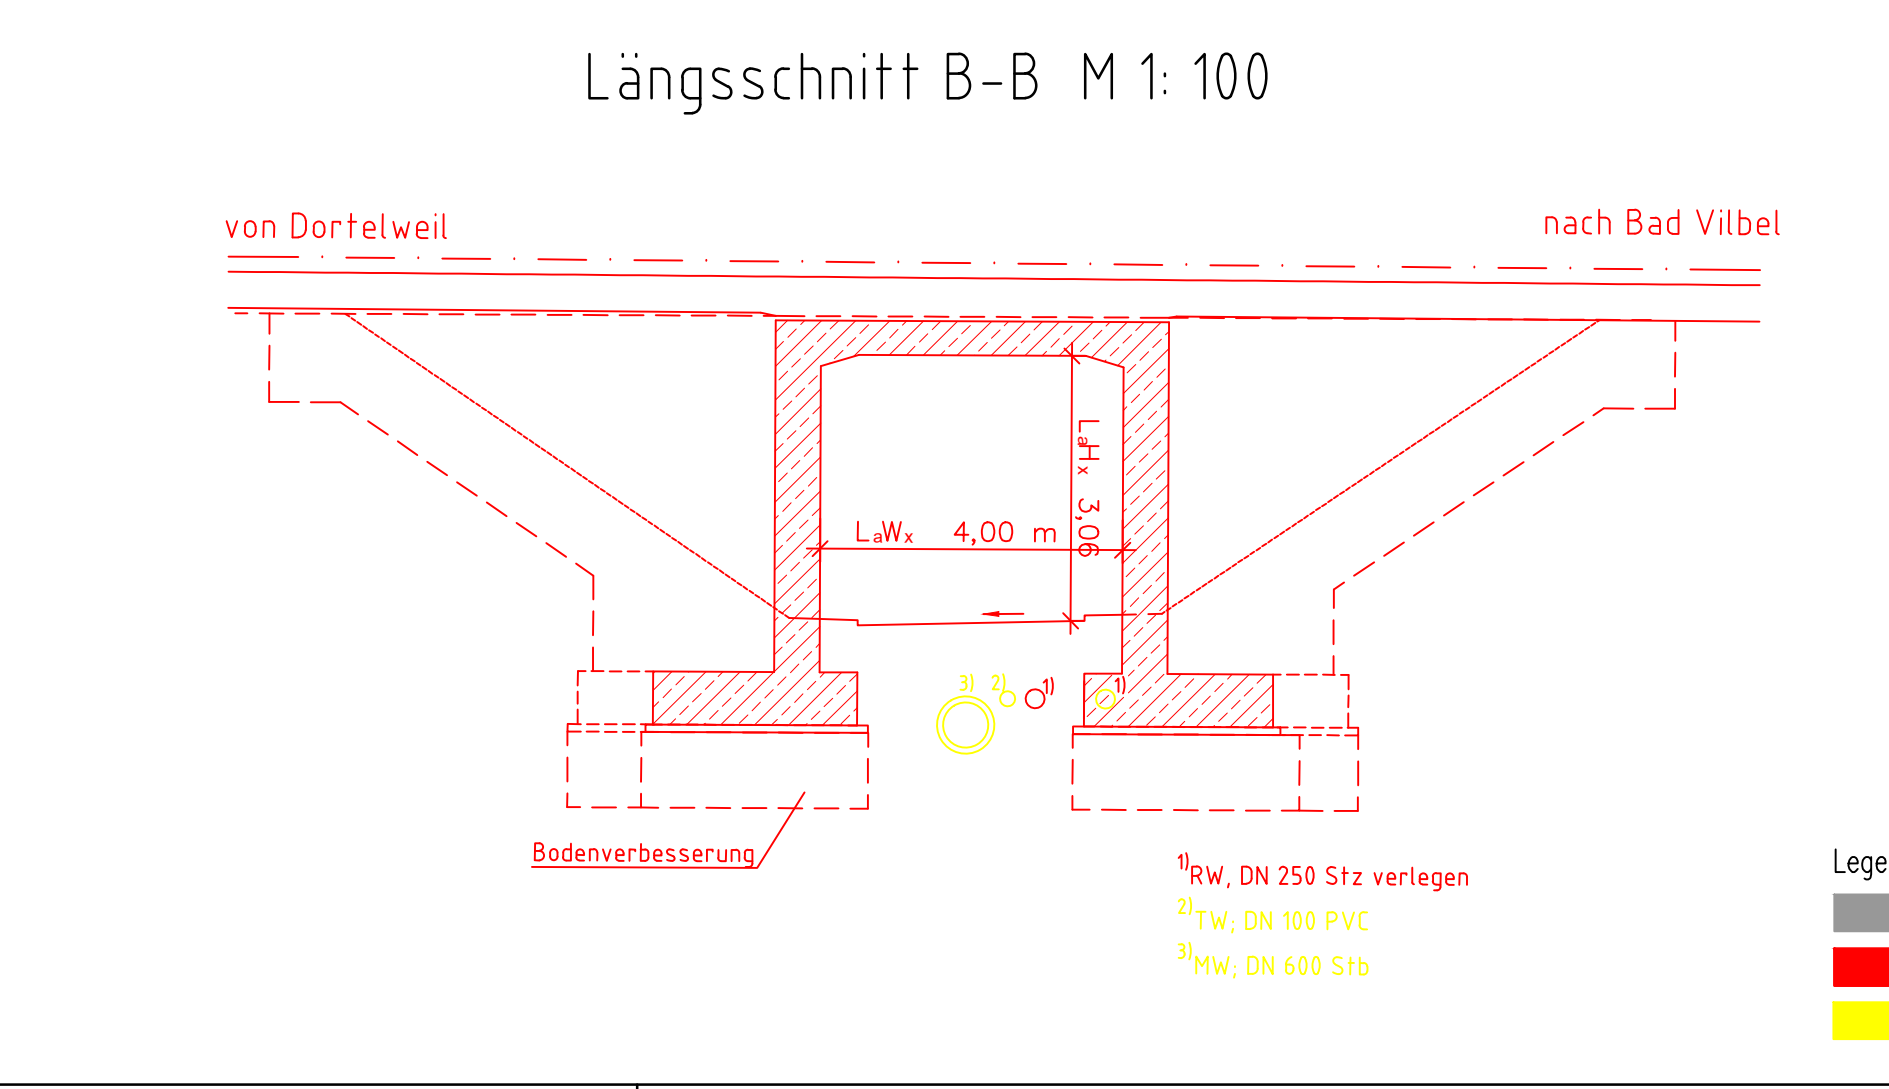 Längsschnitt B-B M 1: 100
von Dortelweil
nach Bad Vilbel
LaHx 3,06
LaWx 4,00 m
3) 2) 1) 1)
Bodenverbesserung
1) RW, DN 250 Stz verlegen
2) TW; DN 100 PVC
3) MW; DN 600 Stb
Lege